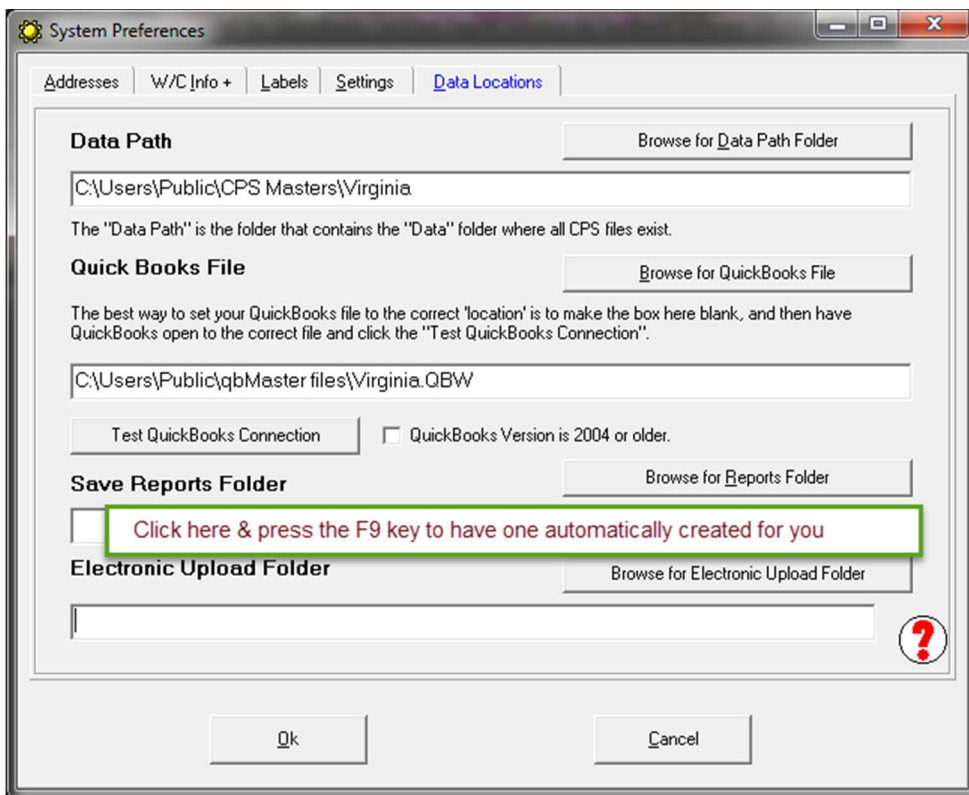 System Preferences
Addresses W/C Info + Labels Settings Data Locations
Data Path Browse for Data Path Folder
C:\Users\Public\CPS Masters\Virginia
The "Data Path" is the folder that contains the "Data" folder where all CPS files exist.
Quick Books File Browse for QuickBooks File
The best way to set your QuickBooks file to the correct 'location' is to make the box here blank, and then have
QuickBooks open to the correct file and click the "Test QuickBooks Connection".
C:\Users\Public\qbMaster files\Virginia.QBW
Test QuickBooks Connection QuickBooks Version is 2004 or older.
Save Reports Folder Browse for Reports Folder
Click here & press the F9 key to have one automatically created for you
Electronic Upload Folder Browse for Electronic Upload Folder
?
Ok Cancel